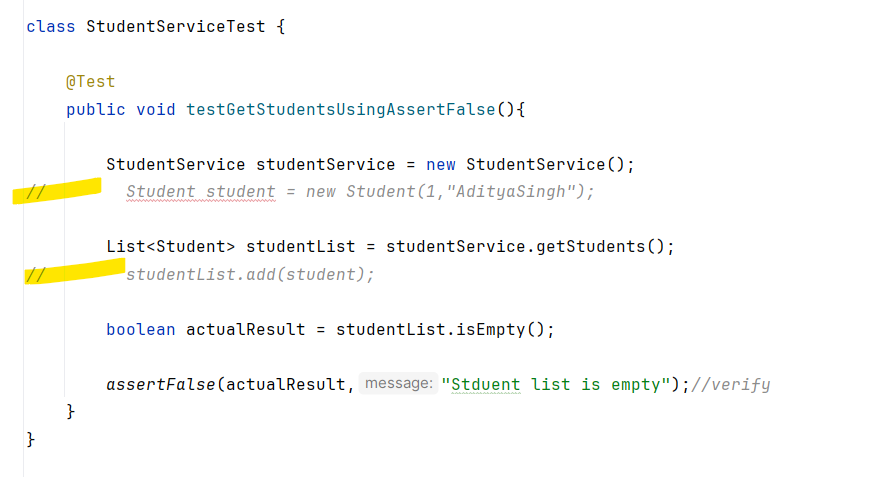 class StudentServiceTest {
@Test
public void testGetStudentsUsingAssertFalse(){
StudentService studentService = new StudentService();
// Student student = new Student(1,"AdityaSingh");
List<Student> studentList = studentService.getStudents();
// studentList.add(student);
boolean actualResult = studentList.isEmpty();
assertFalse(actualResult, message: "Stduent list is empty");//verify
}
}